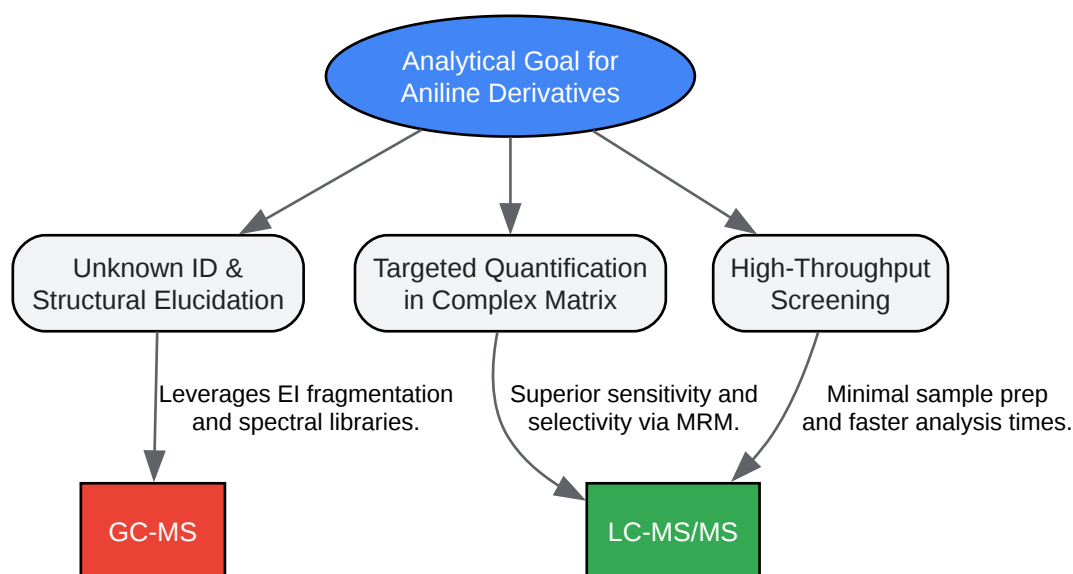 Analytical Goal for
Aniline Derivatives
Unknown ID &
Structural Elucidation
Targeted Quantification
in Complex Matrix
High-Throughput
Screening
Leverages EI fragmentation
and spectral libraries.
Superior sensitivity and
selectivity via MRM.
Minimal sample prep
and faster analysis times.
GC-MS
LC-MS/MS